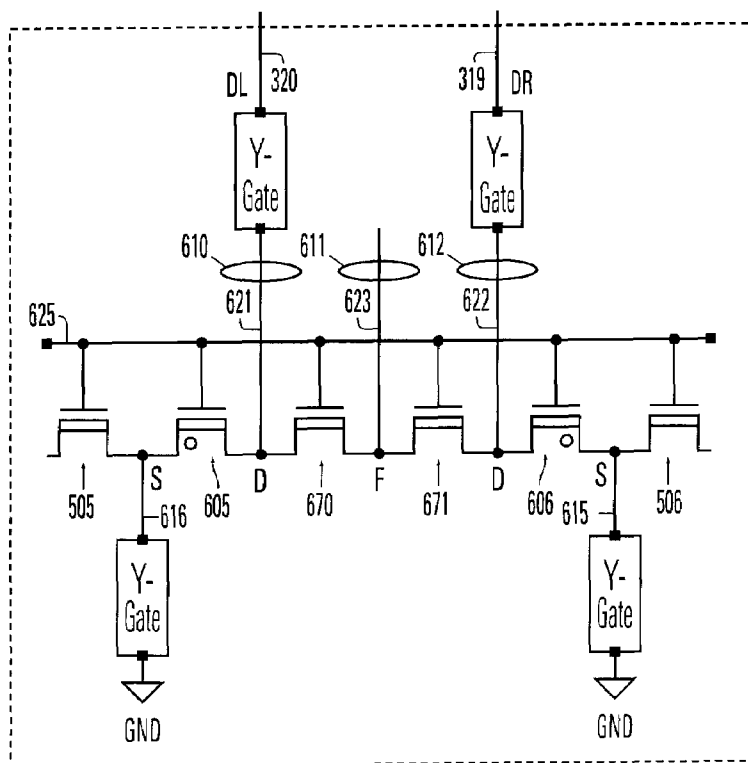 DL
320
319
DR
Y-
Gate
Y-
Gate
610
611
612
621
623
622
625
S
D
F
D
S
505
605
670
671
606
506
616
615
Y-
Gate
Y-
Gate
GND
GND